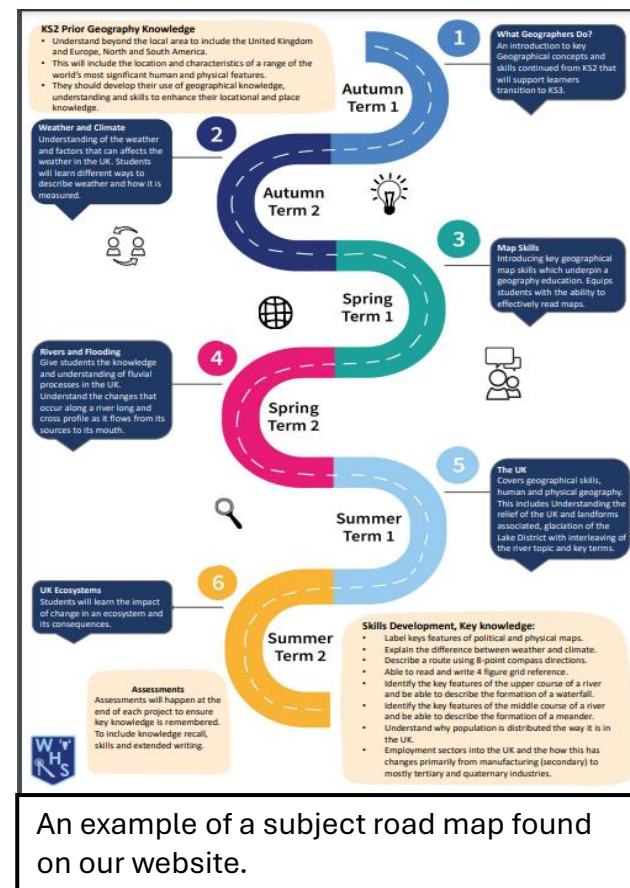 KS2 Prior Geography Knowledge
• Understand beyond the local area to include the United Kingdom
and Europe, North and South America.
• This will include the location and characteristics of a range of the
world's most significant human and physical features.
• They should develop their use of geographical knowledge,
understanding and skills to enhance their locational and place
knowledge.
1
What Geographers Do?
An introduction to key
Geographical concepts and
skills continued from KS2 that
will support learners
transition to KS3.
Autumn
Term 1
2
Weather and Climate
Understanding of the weather
and factors that can affects the
weather in the UK. Students
will learn different ways to
describe weather and how it is
measured.
Autumn
Term 2
3
Map Skills
Introducing key geographical
map skills which underpin a
geography education. Equips
students with the ability to
effectively read maps.
Spring
Term 1
4
Rivers and Flooding
Give students the knowledge
and understanding of fluvial
processes in the UK.
Understand the changes that
occur along a river long and
cross profile as it flows from its
sources to its mouth.
Spring
Term 2
5
The UK
Covers geographical skills,
human and physical geography.
This includes Understanding the
relief of the UK and landforms
associated, glaciation of the
Lake District with interleaving of
the river topic and key terms.
Summer
Term 1
6
UK Ecosystems
Students will learn the impact
of change in an ecosystem and
its consequences.
Summer
Term 2
Assessments
Assessments will happen at the
end of each project to ensure
key knowledge is remembered.
To include knowledge recall,
skills and extended writing.
Skills Development, Key knowledge:
• Label keys features of political and physical maps.
• Explain the difference between weather and climate.
• Describe a route using 8-point compass directions.
• Able to read and write 4 figure grid reference.
• Identify the key features of the upper course of a river
and be able to describe the formation of a waterfall.
• Identify the key features of the middle course of a river
and be able to describe the formation of a meander.
• Understand why population is distributed the way it is in
the UK.
• Employment sectors into the UK and the how this has
changes primarily from manufacturing (secondary) to
mostly tertiary and quaternary industries.
W
H
S
An example of a subject road map found
on our website.